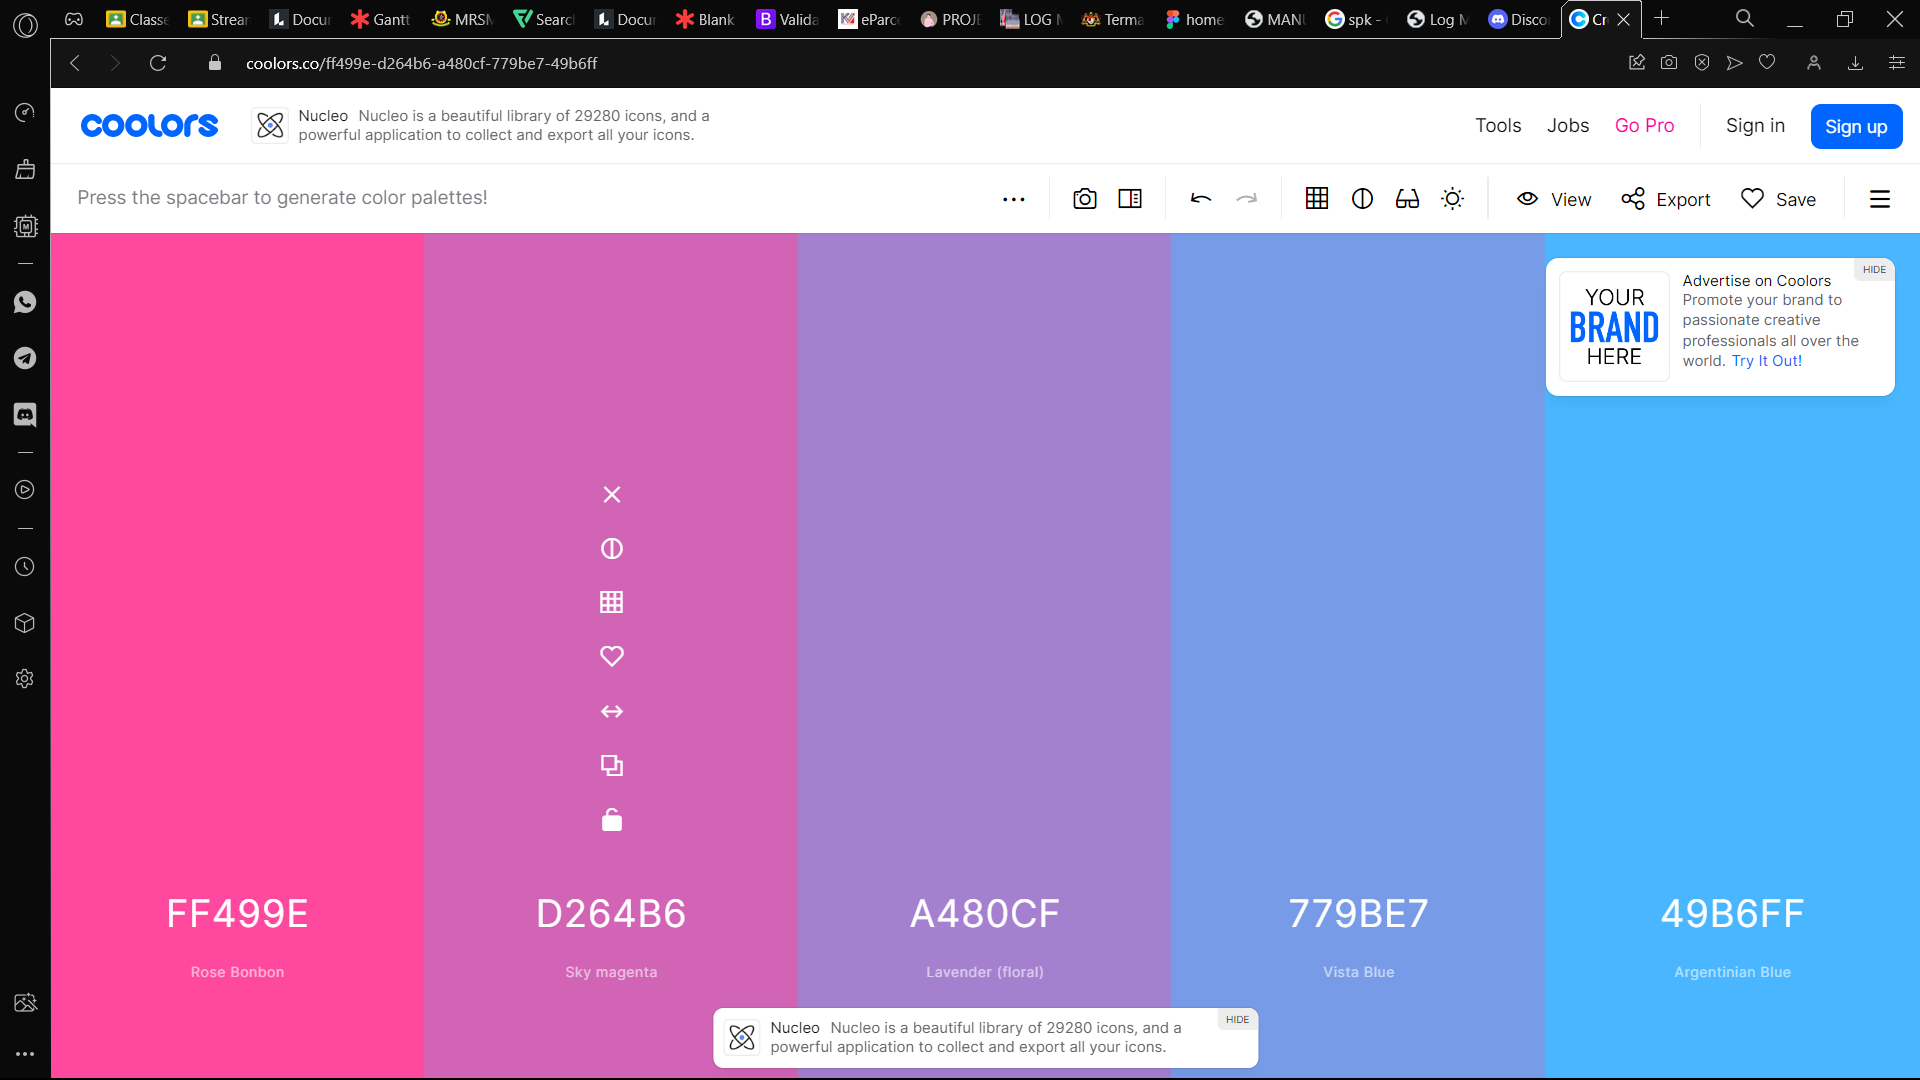 Classe
Strear
Docur
Gantt
MRSM
Searcl
Docur
Blank
Valida
eParce
PROJE
LOG M
Terma
home
MANU
spk -
Log M
Disco
Cr
coolors.co/ff499e-d264b6-a480cf-779be7-49b6ff
coolors
Nucleo Nucleo is a beautiful library of 29280 icons, and a
powerful application to collect and export all your icons.
Tools
Jobs
Go Pro
Sign in
Sign up
Press the spacebar to generate color palettes!
View
Export
Save
HIDE
YOUR
BRAND
HERE
Advertise on Coolors
Promote your brand to
passionate creative
professionals all over the
world. Try It Out!
FF499E
Rose Bonbon
D264B6
Sky magenta
A480CF
Lavender (floral)
779BE7
Vista Blue
49B6FF
Argentinian Blue
HIDE
Nucleo Nucleo is a beautiful library of 29280 icons, and a
powerful application to collect and export all your icons.